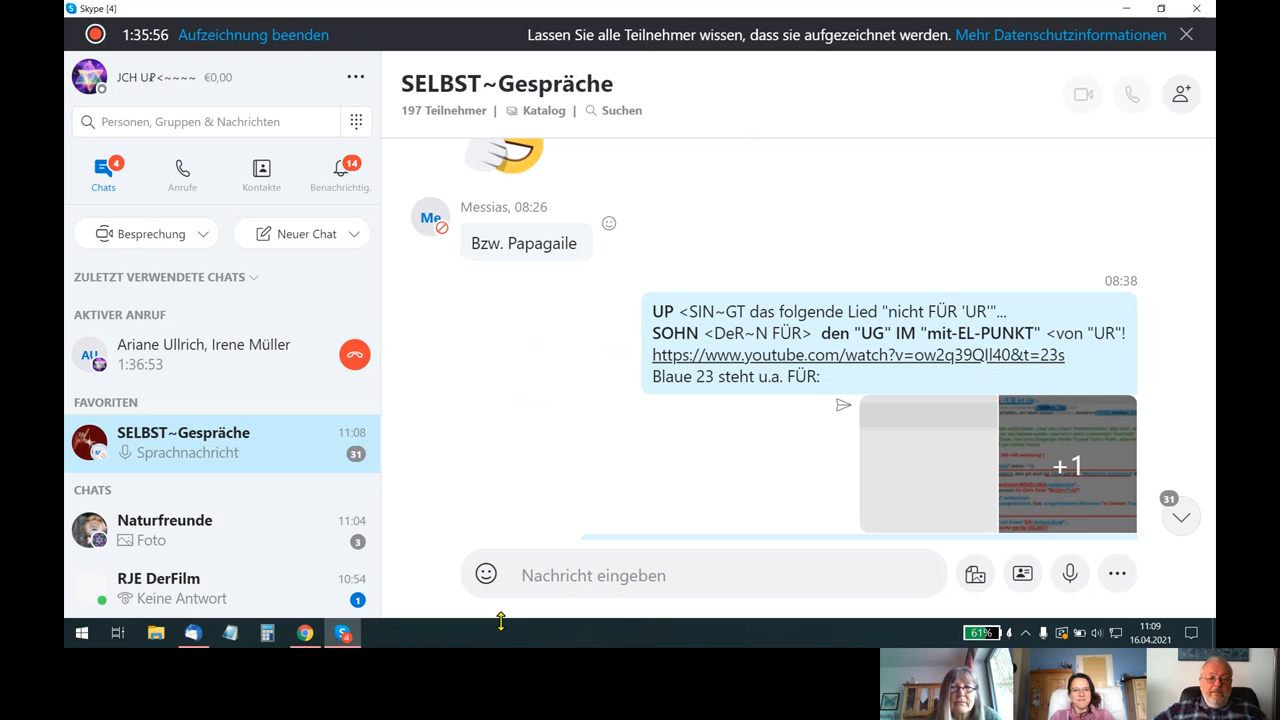 Skype [4]
1:35:56 Aufzeichnung beenden
Lassen Sie alle Teilnehmer wissen, dass sie aufgezeichnet werden. Mehr Datenschutzinformationen
€0,00
Personen, Gruppen & Nachrichten
4
14
Chats
Anrufe
Kontakte
Benachrichtig.
Besprechung
Neuer Chat
ZULETZT VERWENDETE CHATS
AKTIVER ANRUF
AU
Ariane Ullrich, Irene Müller
1:36:53
FAVORITEN
SELBST~Gespräche 11:08
Sprachnachricht 31
CHATS
Naturfreunde 11:04
Foto 3
RJE DerFilm 10:54
Keine Antwort 1
SELBST~Gespräche
197 Teilnehmer | Katalog | Suchen
Messias, 08:26
Me
Bzw. Papagaile
08:38
UP <SIN~GT das folgende Lied "nicht FÜR 'UR'"...
SOHN <DeR~N FÜR> den "UG" IM "mit-EL-PUNKT" <von "UR"!
https://www.youtube.com/watch?v=ow2q39QIl40&t=23s
Blaue 23 steht u.a. FÜR:
+1
31
Nachricht eingeben
4
61%
11:09
16.04.2021